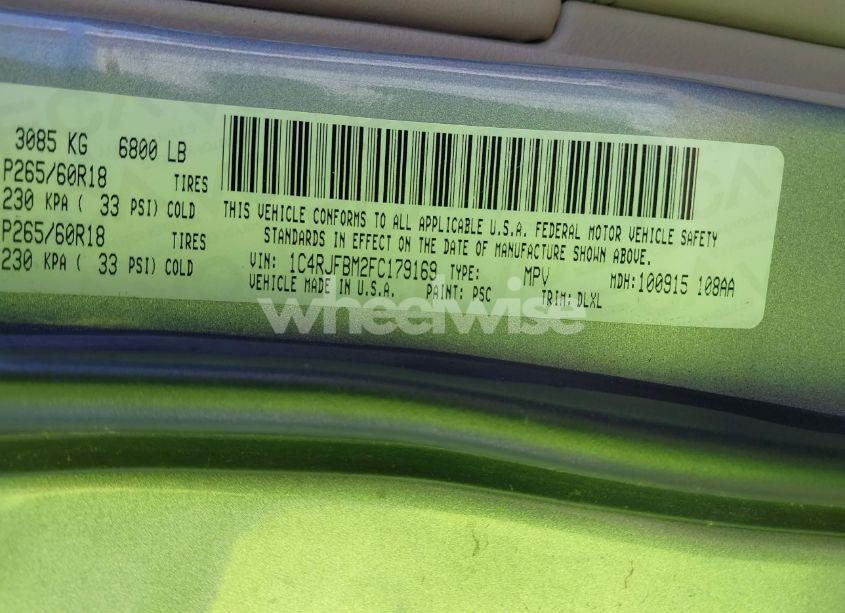 3085 KG 6800 LB
P265/60R18 TIRES
230 KPA ( 33 PSI) COLD
P265/60R18 TIRES
230 KPA ( 33 PSI) COLD
THIS VEHICLE CONFORMS TO ALL APPLICABLE U.S.A. FEDERAL MOTOR VEHICLE SAFETY
STANDARDS IN EFFECT ON THE DATE OF MANUFACTURE SHOWN ABOVE.
VIN: 1C4RJFBM2FC179169 TYPE: MPV MDH:100915 108AA
VEHICLE MADE IN U.S.A. PAINT: PSC TRIM: DLXL
wheelwise